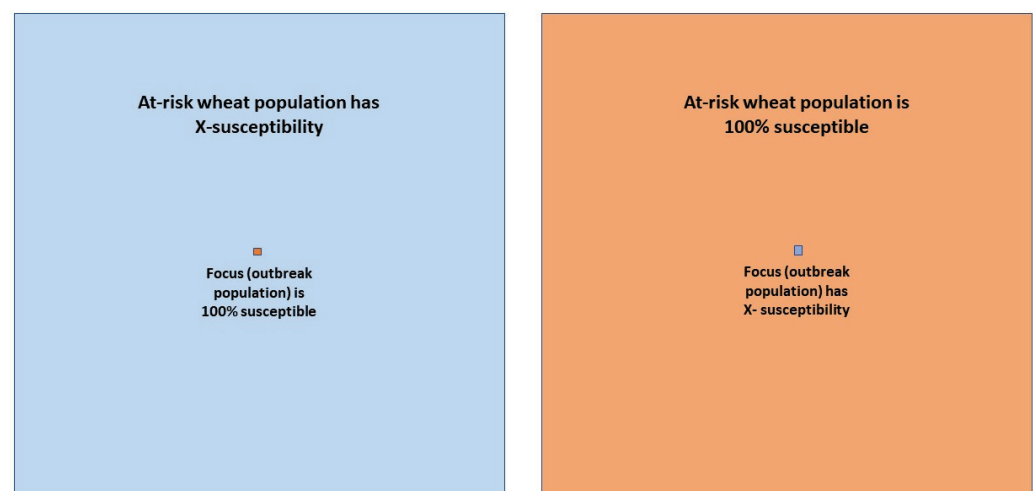 At-risk wheat population has
X-susceptibility
Focus (outbreak
population) is
100% susceptible
At-risk wheat population is
100% susceptible
Focus (outbreak
population) has
X- susceptibility